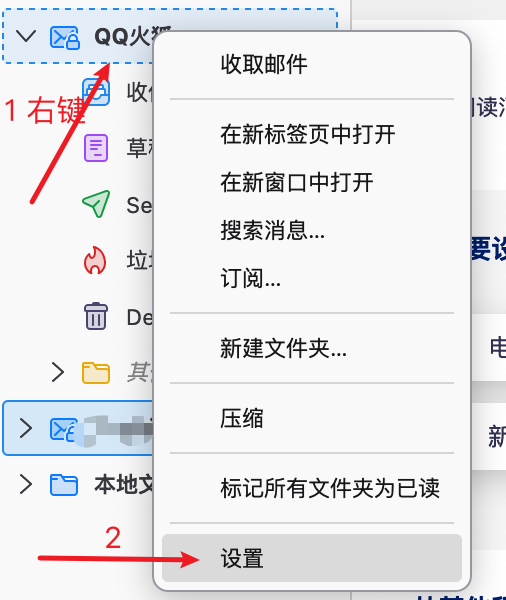 QQ火狐
收取邮件
1 右键
收
阅读
在新标签页中打开
草
在新窗口中打开
Se
搜索消息...
要设
垃圾
订阅...
De
新建文件夹...
电
其他
压缩
新
本地文
标记所有文件夹为已读
2
设置